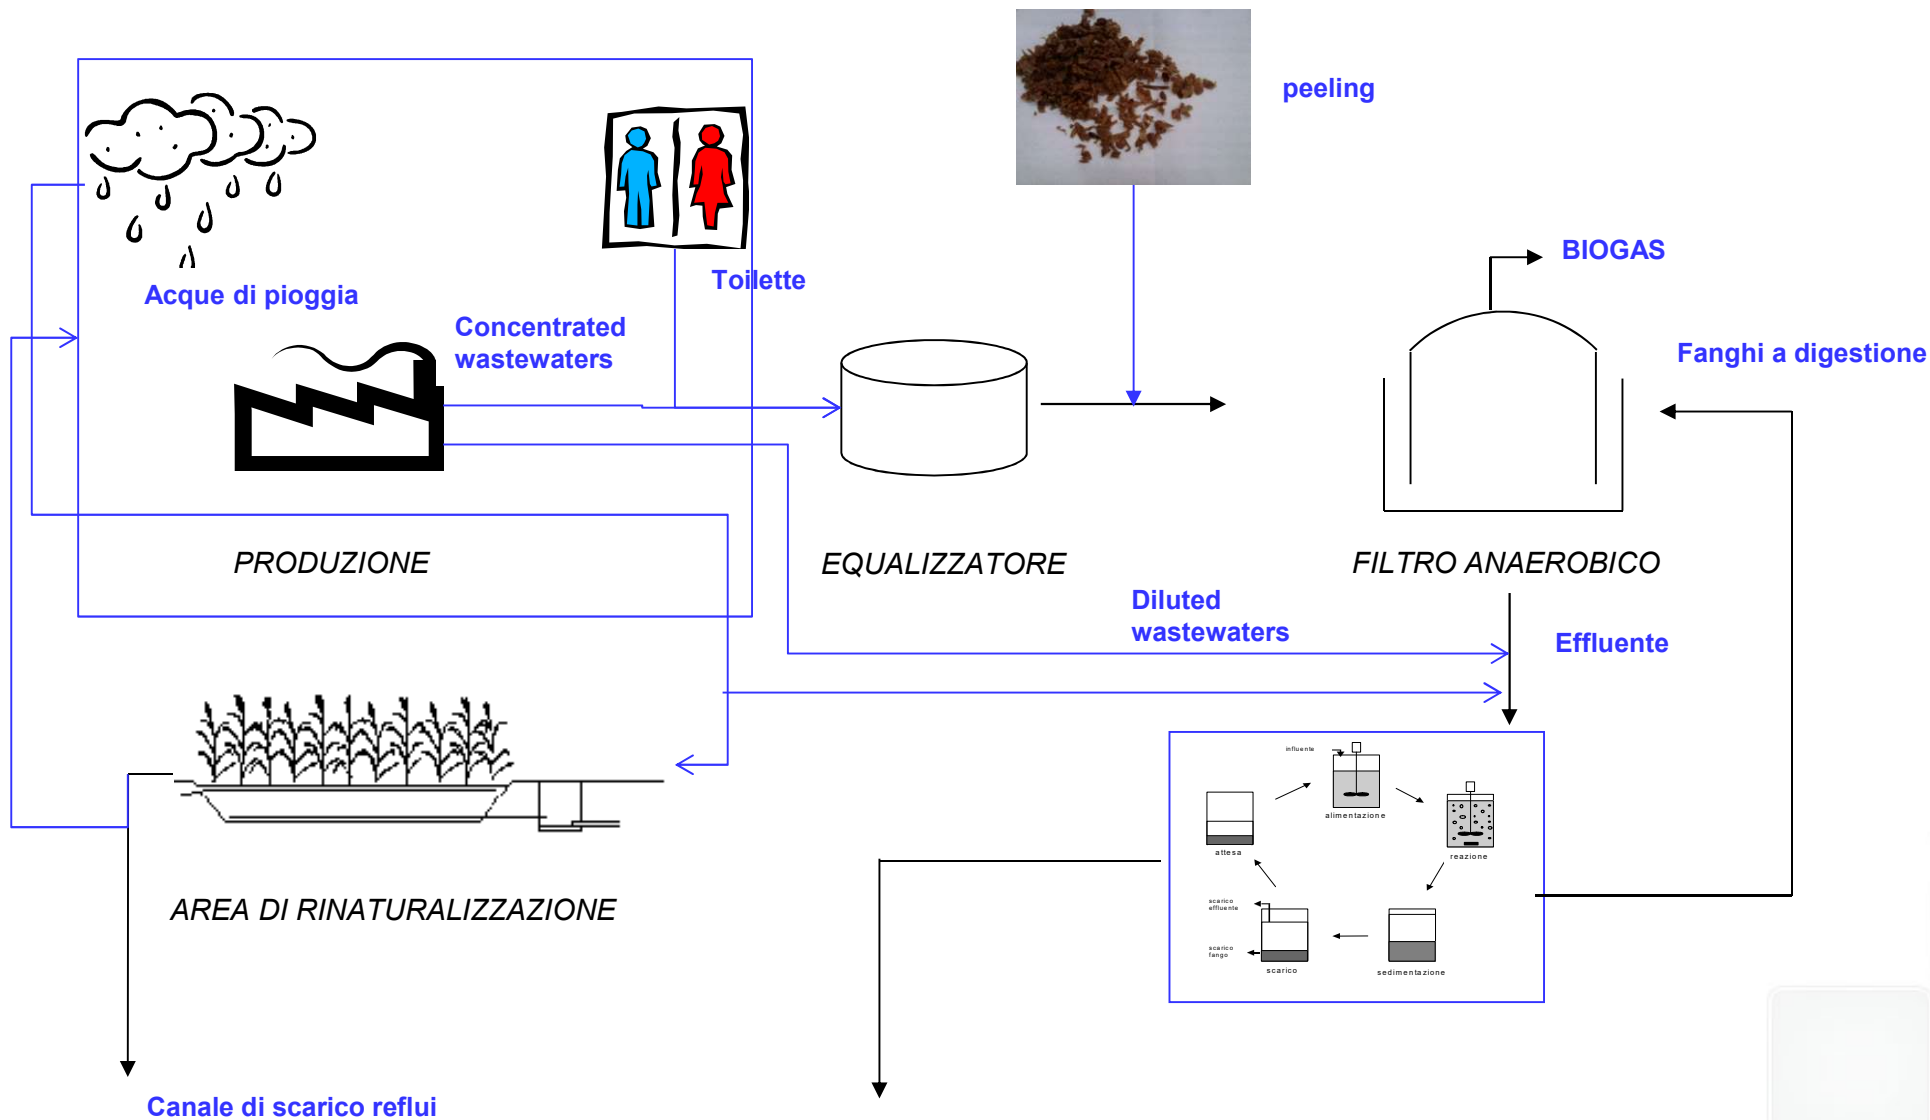 peeling
BIOGAS
Toilette
Acque di pioggia
Concentrated
wastewaters
Fanghi a digestione
PRODUZIONE
EQUALIZZATORE
FILTRO ANAEROBICO
Diluted
wastewaters
Effluente
influente
alimentazione
attesa
reazione
scarico
effluente
scarico
fango
scarico
sedimentazione
AREA DI RINATURALIZZAZIONE
Canale di scarico reflui